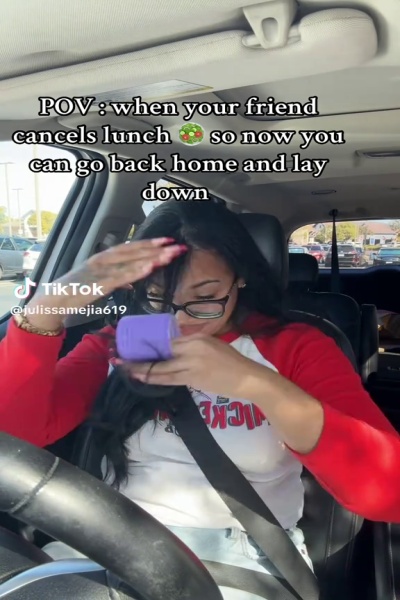 POV : when your friend
cancels lunch 🥗 so now you
can go back home and lay
down
TikTok
@julissamejia619